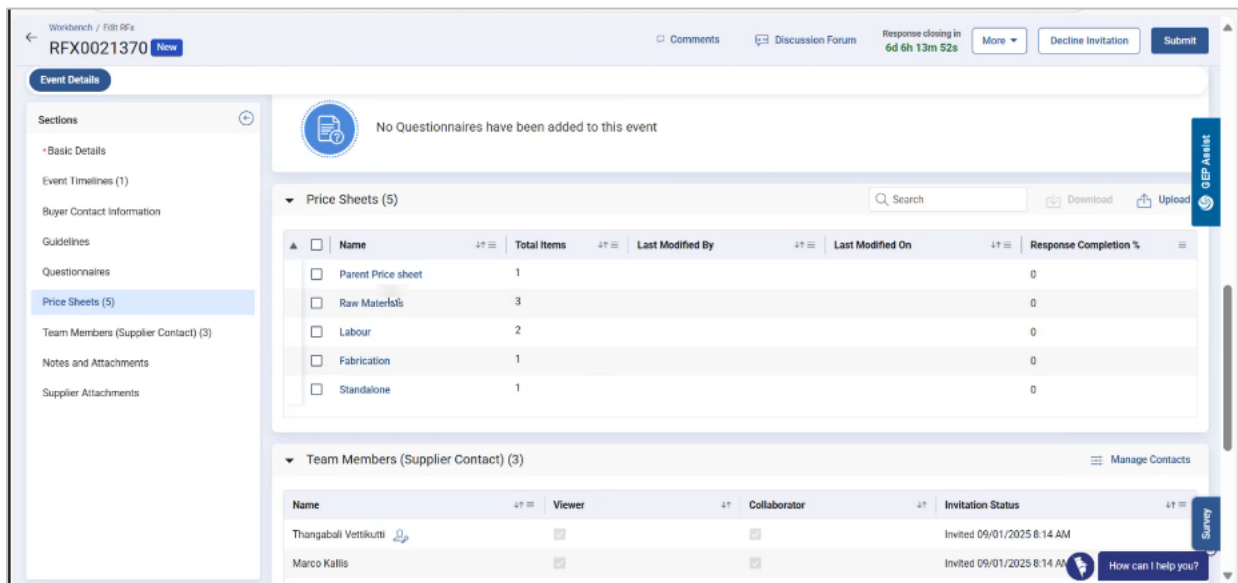 Workbench / Edit RFx
RFX0021370 New
Comments
Discussion Forum
Response closing in
6d 6h 13m 52s
More
Decline Invitation
Submit
Event Details
Sections
*Basic Details
Event Timelines (1)
Buyer Contact Information
Guidelines
Questionnaires
Price Sheets (5)
Team Members (Supplier Contact) (3)
Notes and Attachments
Supplier Attachments
No Questionnaires have been added to this event
Price Sheets (5)
Search
Download
Upload
Name Total Items Last Modified By Last Modified On Response Completion %
Parent Price sheet 1 0
Raw Materials 3 0
Labour 2 0
Fabrication 1 0
Standalone 1 0
Team Members (Supplier Contact) (3)
Manage Contacts
Name Viewer Collaborator Invitation Status
Thangabali Vettikutti Invited 09/01/2025 8:14 AM
Marco Kallis Invited 09/01/2025 8:14 AM
GEP Assist
Survey
How can I help you?